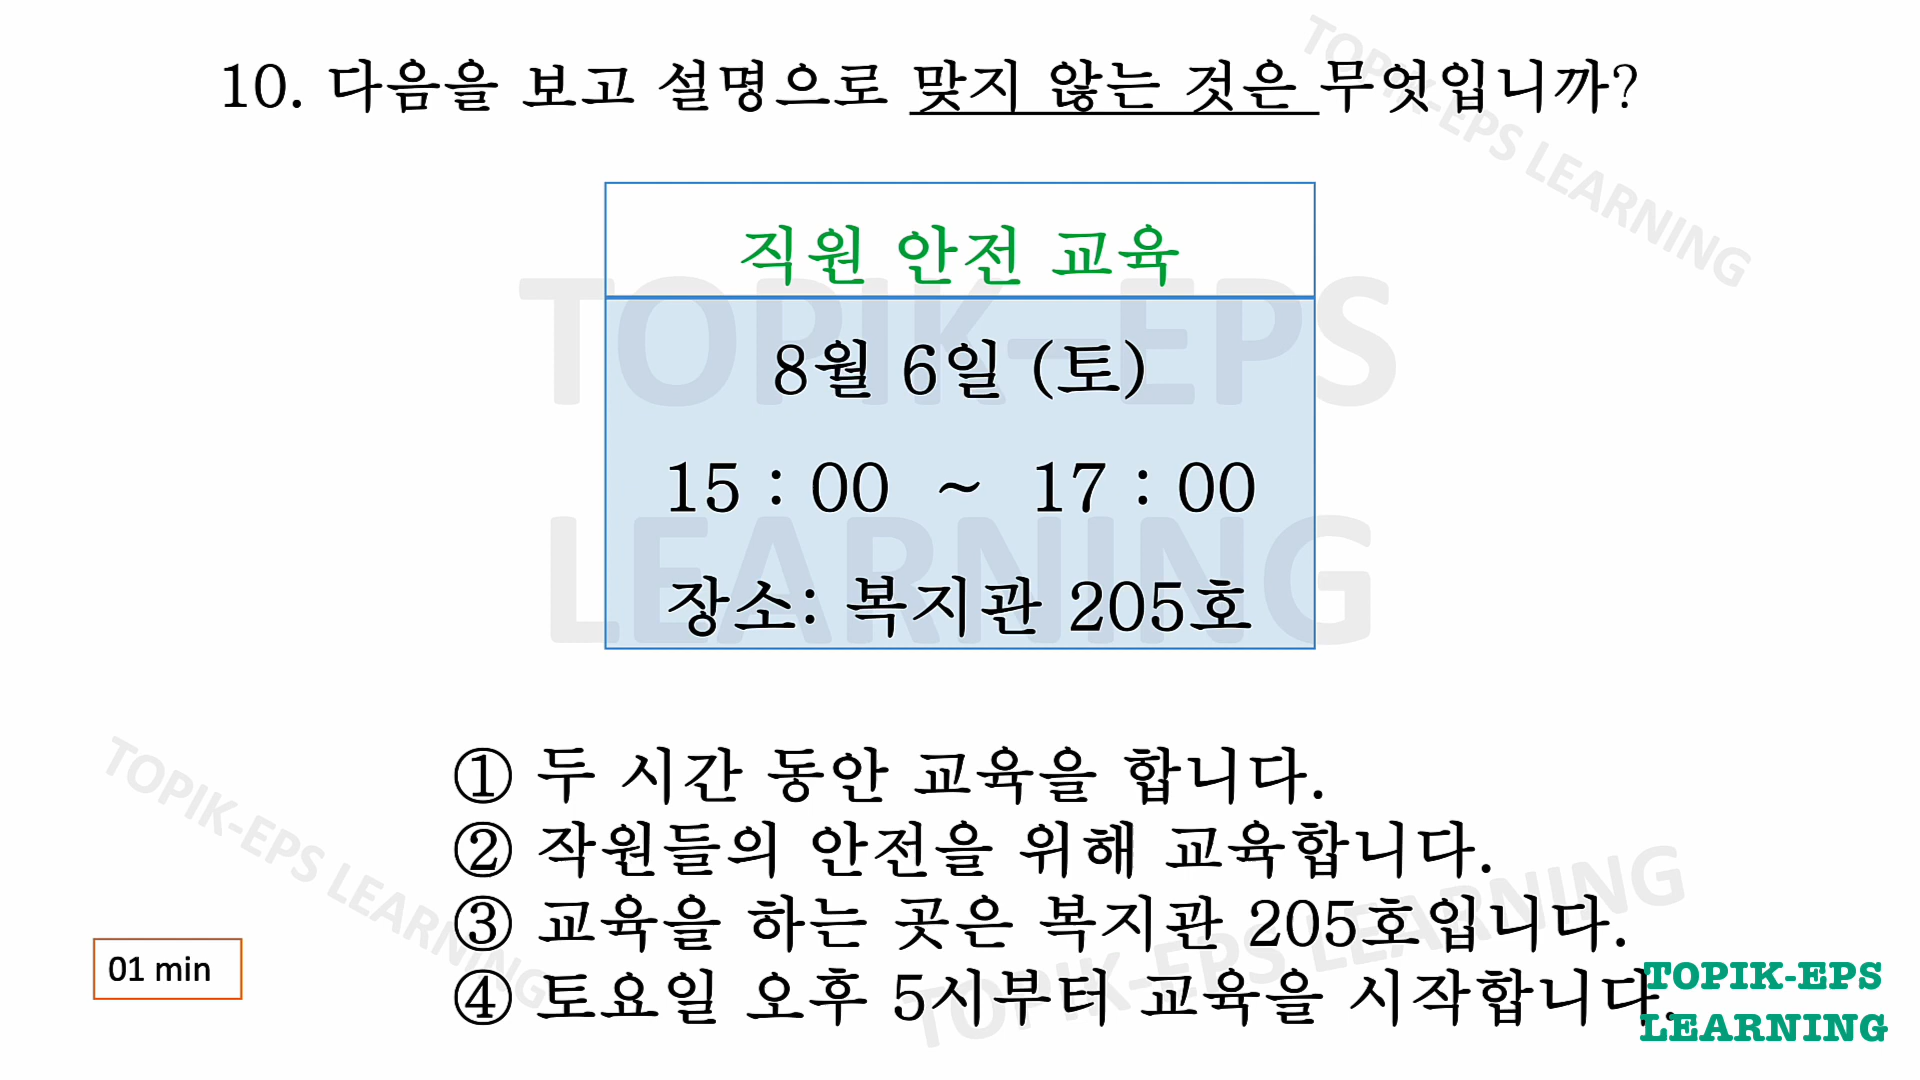 10. 다음을 보고 설명으로 맞지 않는 것은 무엇입니까?
TOPIK-EPS LEARNING
직원 안전 교육
8월 6일 (토)
15 : 00 ~ 17 : 00
장소: 복지관 205호
TOPIK-EPS
LEARNING
① 두 시간 동안 교육을 합니다.
② 작원들의 안전을 위해 교육합니다.
③ 교육을 하는 곳은 복지관 205호입니다.
④ 토요일 오후 5시부터 교육을 시작합니다.
TOPIK-EPS LEARNING
TOPIK-EPS LEARNING
01 min
TOPIK-EPS
LEARNING